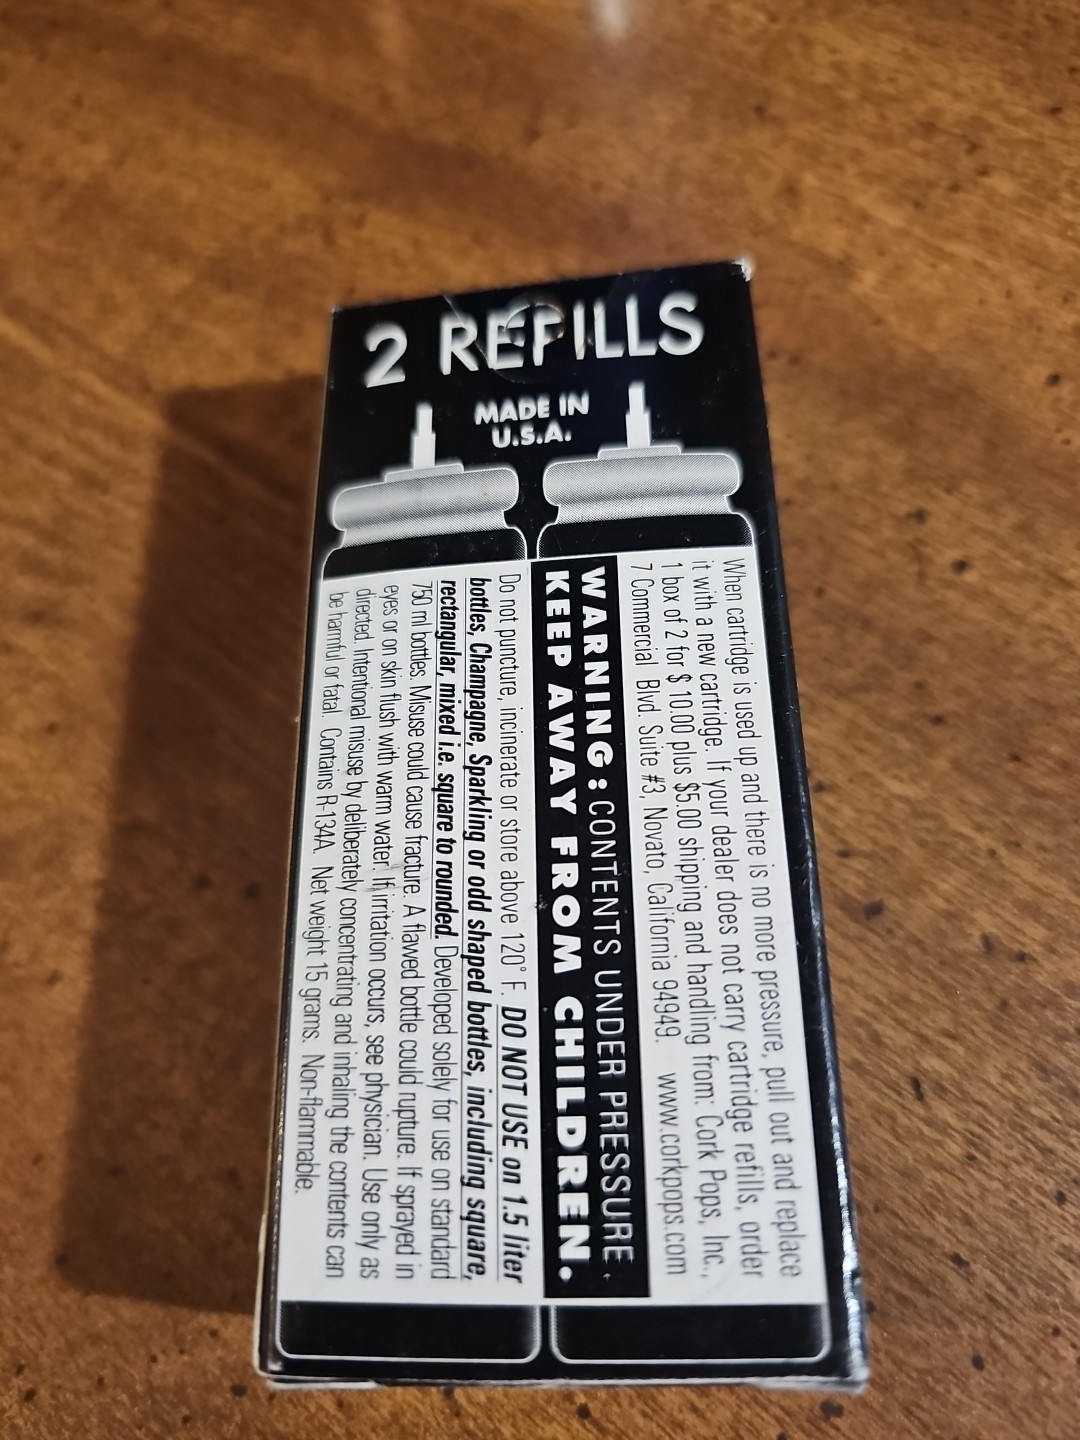 2 REFILLS
MADE IN
U.S.A.
When cartridge is used up and there is no more pressure, pull out and replace
it with a new cartridge. If your dealer does not carry cartridge refills, order
1 box of 2 for $ 10.00 plus $5.00 shipping and handling from: Cork Pops, Inc.,
7 Commercial Blvd. Suite #3, Novato, California 94949. www.corkpops.com
WARNING: CONTENTS UNDER PRESSURE.
KEEP AWAY FROM CHILDREN.
Do not puncture, incinerate or store above 120° F. DO NOT USE on 1.5 liter
bottles, Champagne, Sparkling or odd shaped bottles, including square,
rectangular, mixed i.e. square to rounded. Developed solely for use on standard
750 ml bottles. Misuse could cause fracture. A flawed bottle could rupture. If sprayed in
eyes or on skin flush with warm water. If irritation occurs, see physician. Use only as
directed. Intentional misuse by deliberately concentrating and inhaling the contents can
be harmful or fatal. Contains R-134A. Net weight 15 grams. Non-flammable.